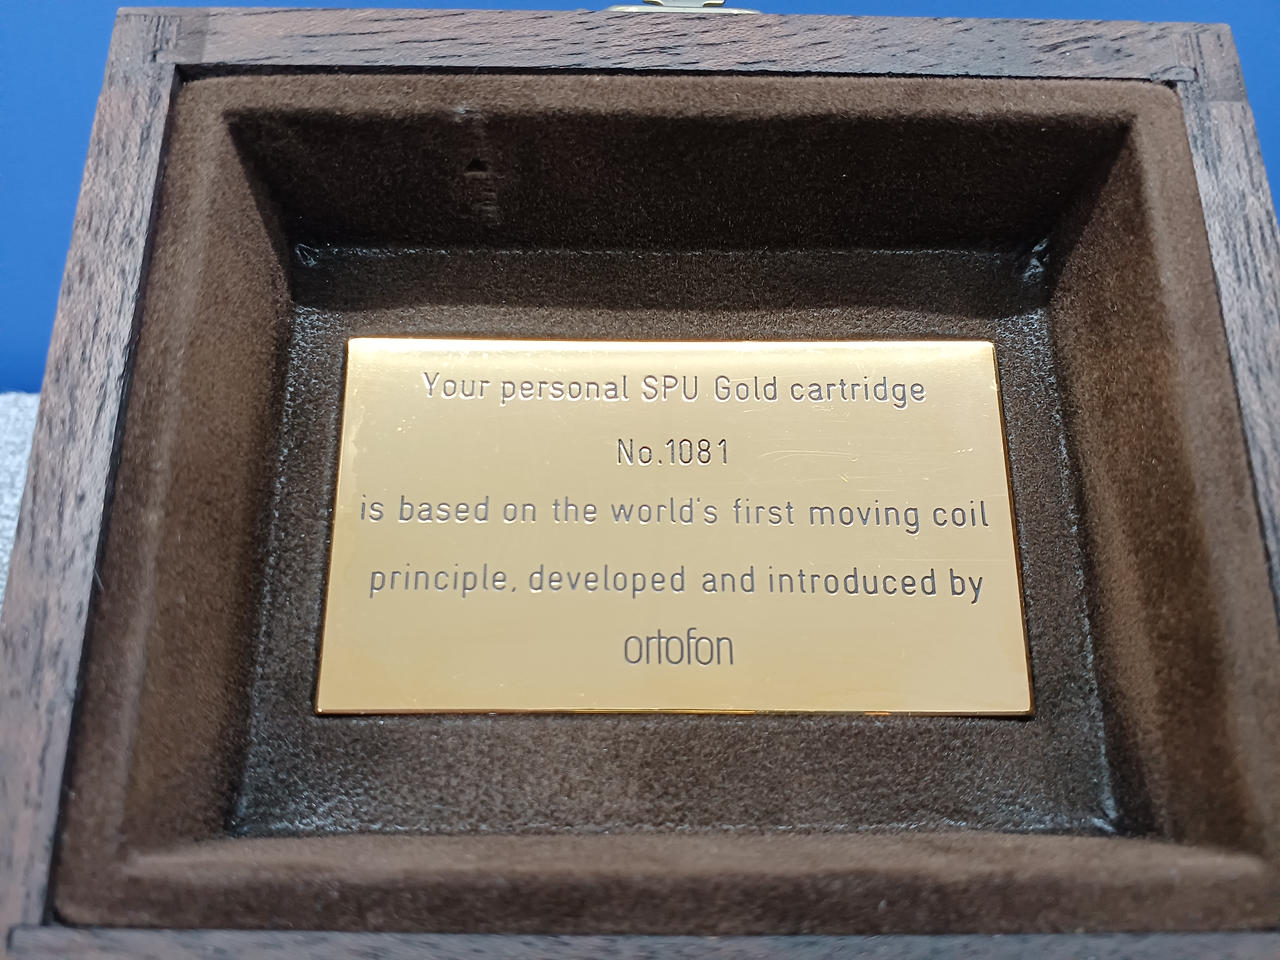 Your personal SPU Gold cartridge
No.1081
is based on the world's first moving coil
principle, developed and introduced by
ortofon